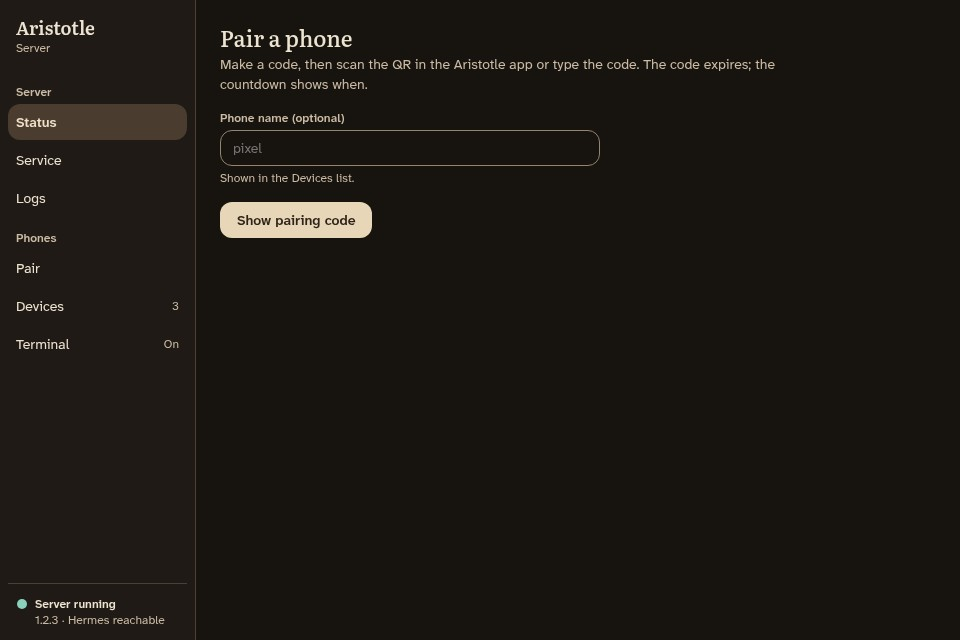 Aristotle
Server
Server
Status
Service
Logs
Phones
Pair
Devices 3
Terminal On
Server running
1.2.3 · Hermes reachable
Pair a phone
Make a code, then scan the QR in the Aristotle app or type the code. The code expires; the
countdown shows when.
Phone name (optional)
pixel
Shown in the Devices list.
Show pairing code